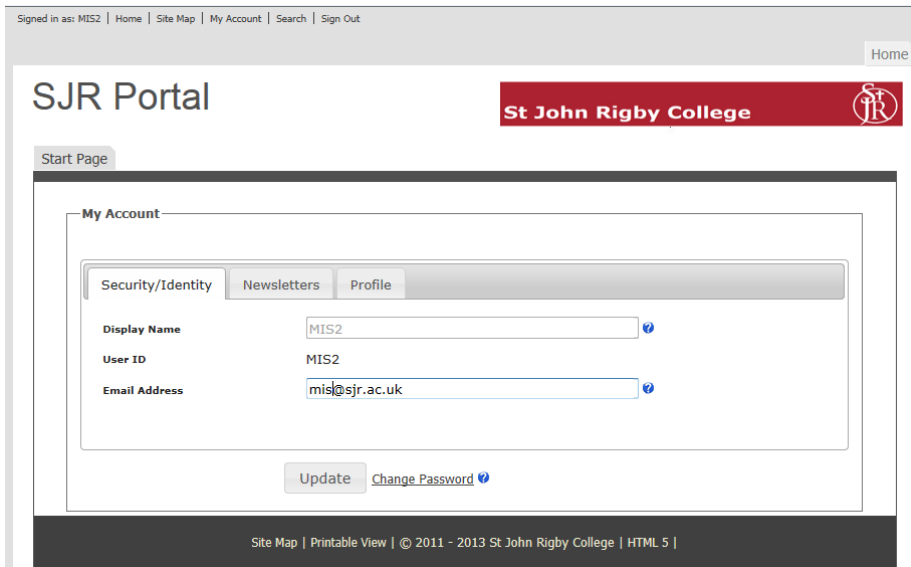 Signed in as: MIS2 | Home | Site Map | My Account | Search | Sign Out
Home
SJR Portal
St John Rigby College
St JR
Start Page
My Account
Security/Identity Newsletters Profile
Display Name MIS2 ?
User ID MIS2
Email Address mis@sjr.ac.uk ?
Update Change Password ?
Site Map | Printable View | © 2011 - 2013 St John Rigby College | HTML 5 |